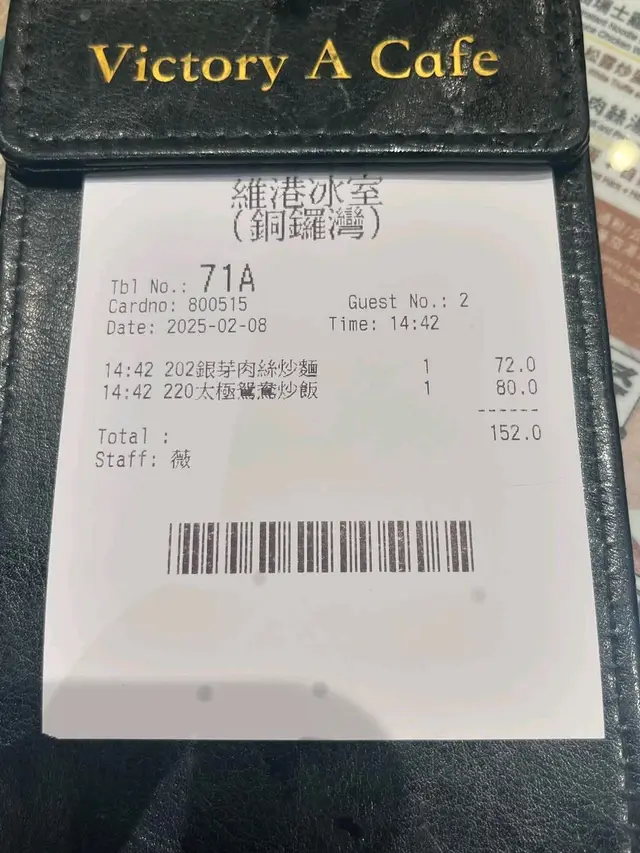 Victory A Cafe
維港冰室
(銅鑼灣)
Tbl No.: 71A
Cardno: 800515 Guest No.: 2
Date: 2025-02-08 Time: 14:42
14:42 202銀芽肉絲炒麵 1 72.0
14:42 220太極鴛鴦炒飯 1 80.0
------
Total : 152.0
Staff: 薇